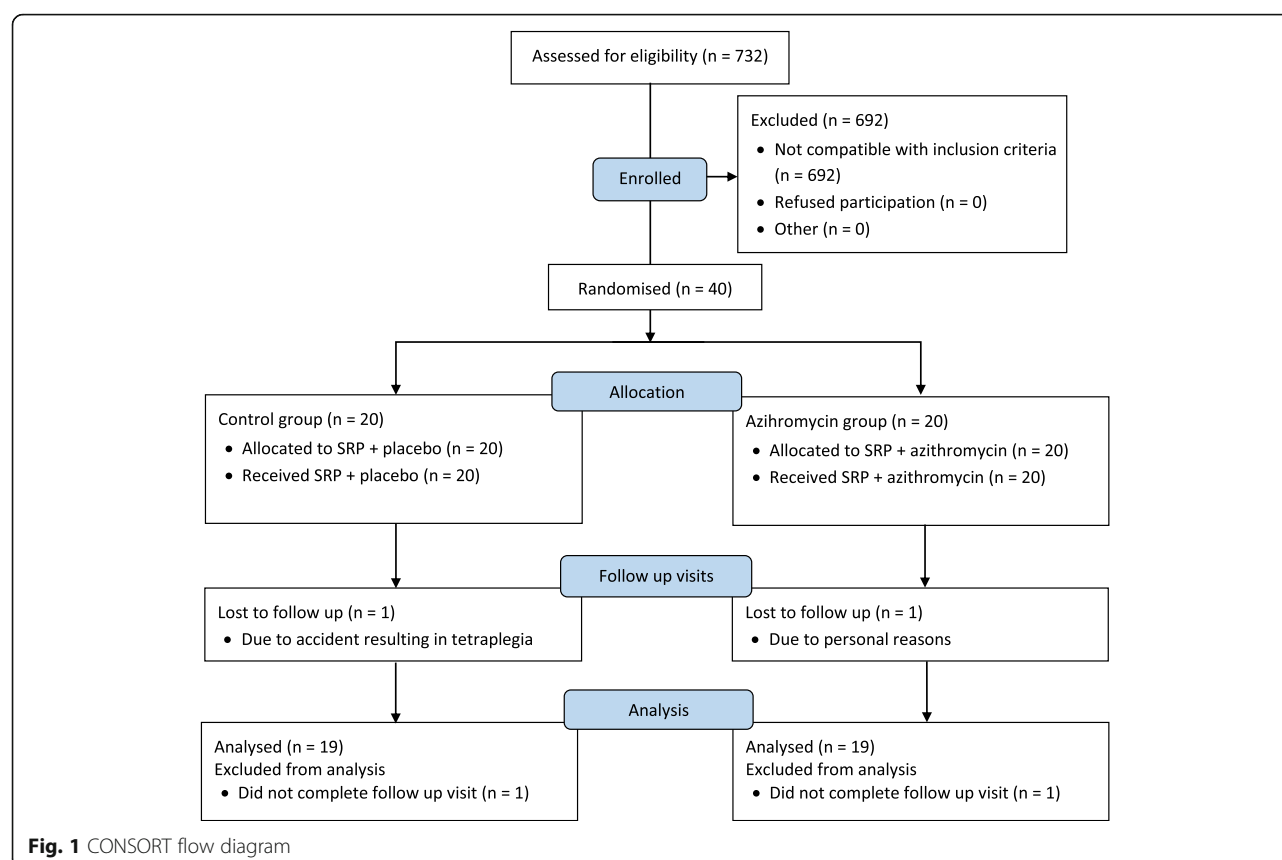 Assessed for eligibility (n = 732)
Excluded (n = 692)
• Not compatible with inclusion criteria
(n = 692)
• Refused participation (n = 0)
• Other (n = 0)
Enrolled
Randomised (n = 40)
Allocation
Control group (n = 20)
• Allocated to SRP + placebo (n = 20)
• Received SRP + placebo (n = 20)
Azihromycin group (n = 20)
• Allocated to SRP + azithromycin (n = 20)
• Received SRP + azithromycin (n = 20)
Follow up visits
Lost to follow up (n = 1)
• Due to accident resulting in tetraplegia
Lost to follow up (n = 1)
• Due to personal reasons
Analysis
Analysed (n = 19)
Excluded from analysis
• Did not complete follow up visit (n = 1)
Analysed (n = 19)
Excluded from analysis
• Did not complete follow up visit (n = 1)
Fig. 1 CONSORT flow diagram